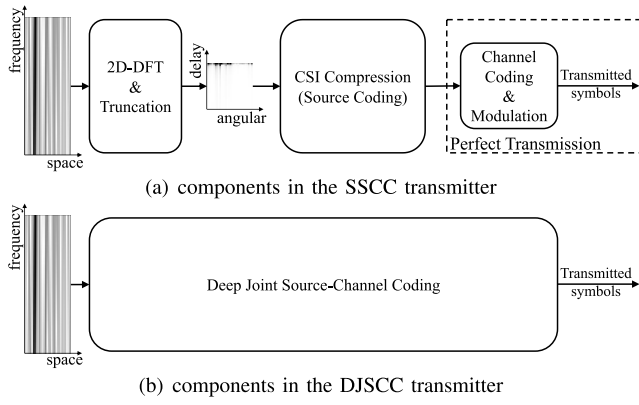 frequency
space
2D-DFT
&
Truncation
delay
angular
CSI Compression
(Source Coding)
Channel
Coding
&
Modulation
Perfect Transmission
Transmitted
symbols
(a) components in the SSCC transmitter
frequency
space
Deep Joint Source-Channel Coding
Transmitted
symbols
(b) components in the DJSCC transmitter